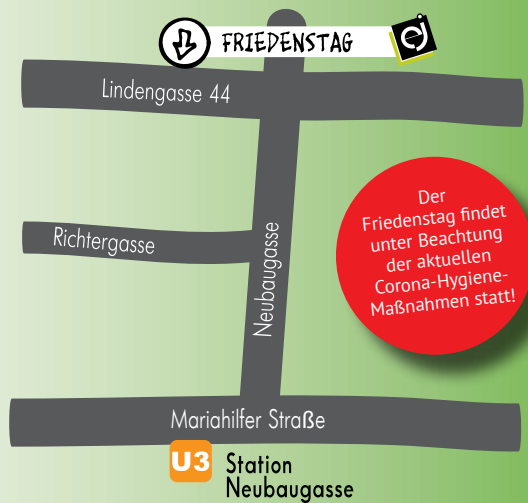 FRIEDENSTAG
ej
Lindengasse 44
Der
Friedenstag findet
unter Beachtung
der aktuellen
Corona-Hygiene-
Maßnahmen statt!
Richtergasse
Neubaugasse
Mariahilfer Straße
U3 Station
Neubaugasse